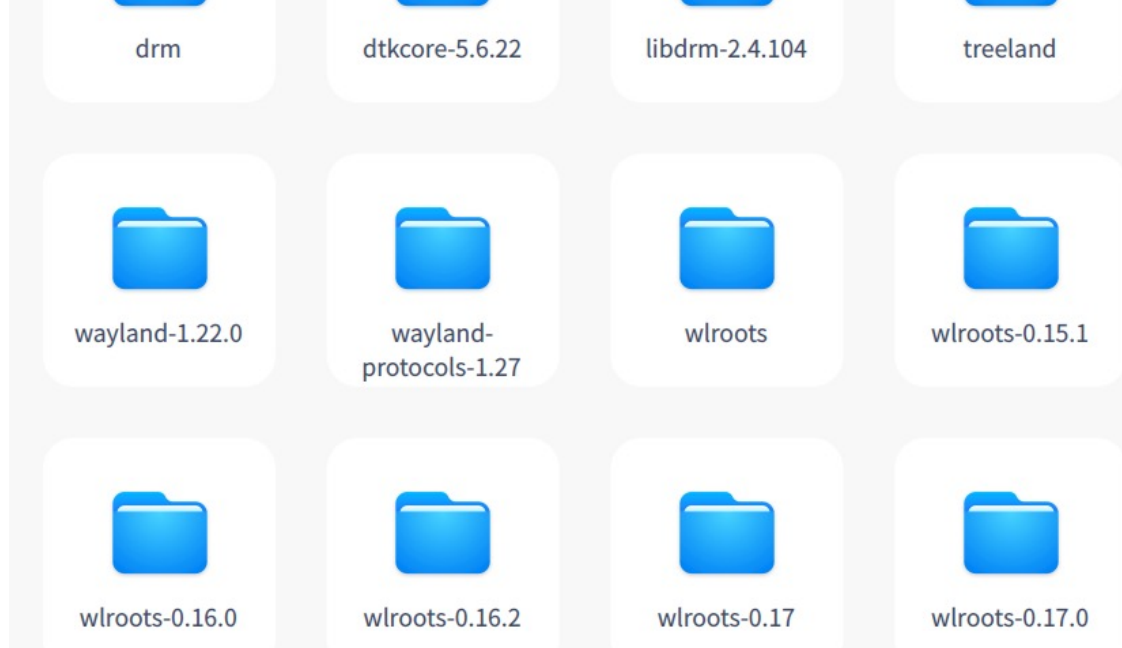 drm
dtkcore-5.6.22
libdrm-2.4.104
treeland
wayland-1.22.0
wayland-
protocols-1.27
wlroots
wlroots-0.15.1
wlroots-0.16.0
wlroots-0.16.2
wlroots-0.17
wlroots-0.17.0